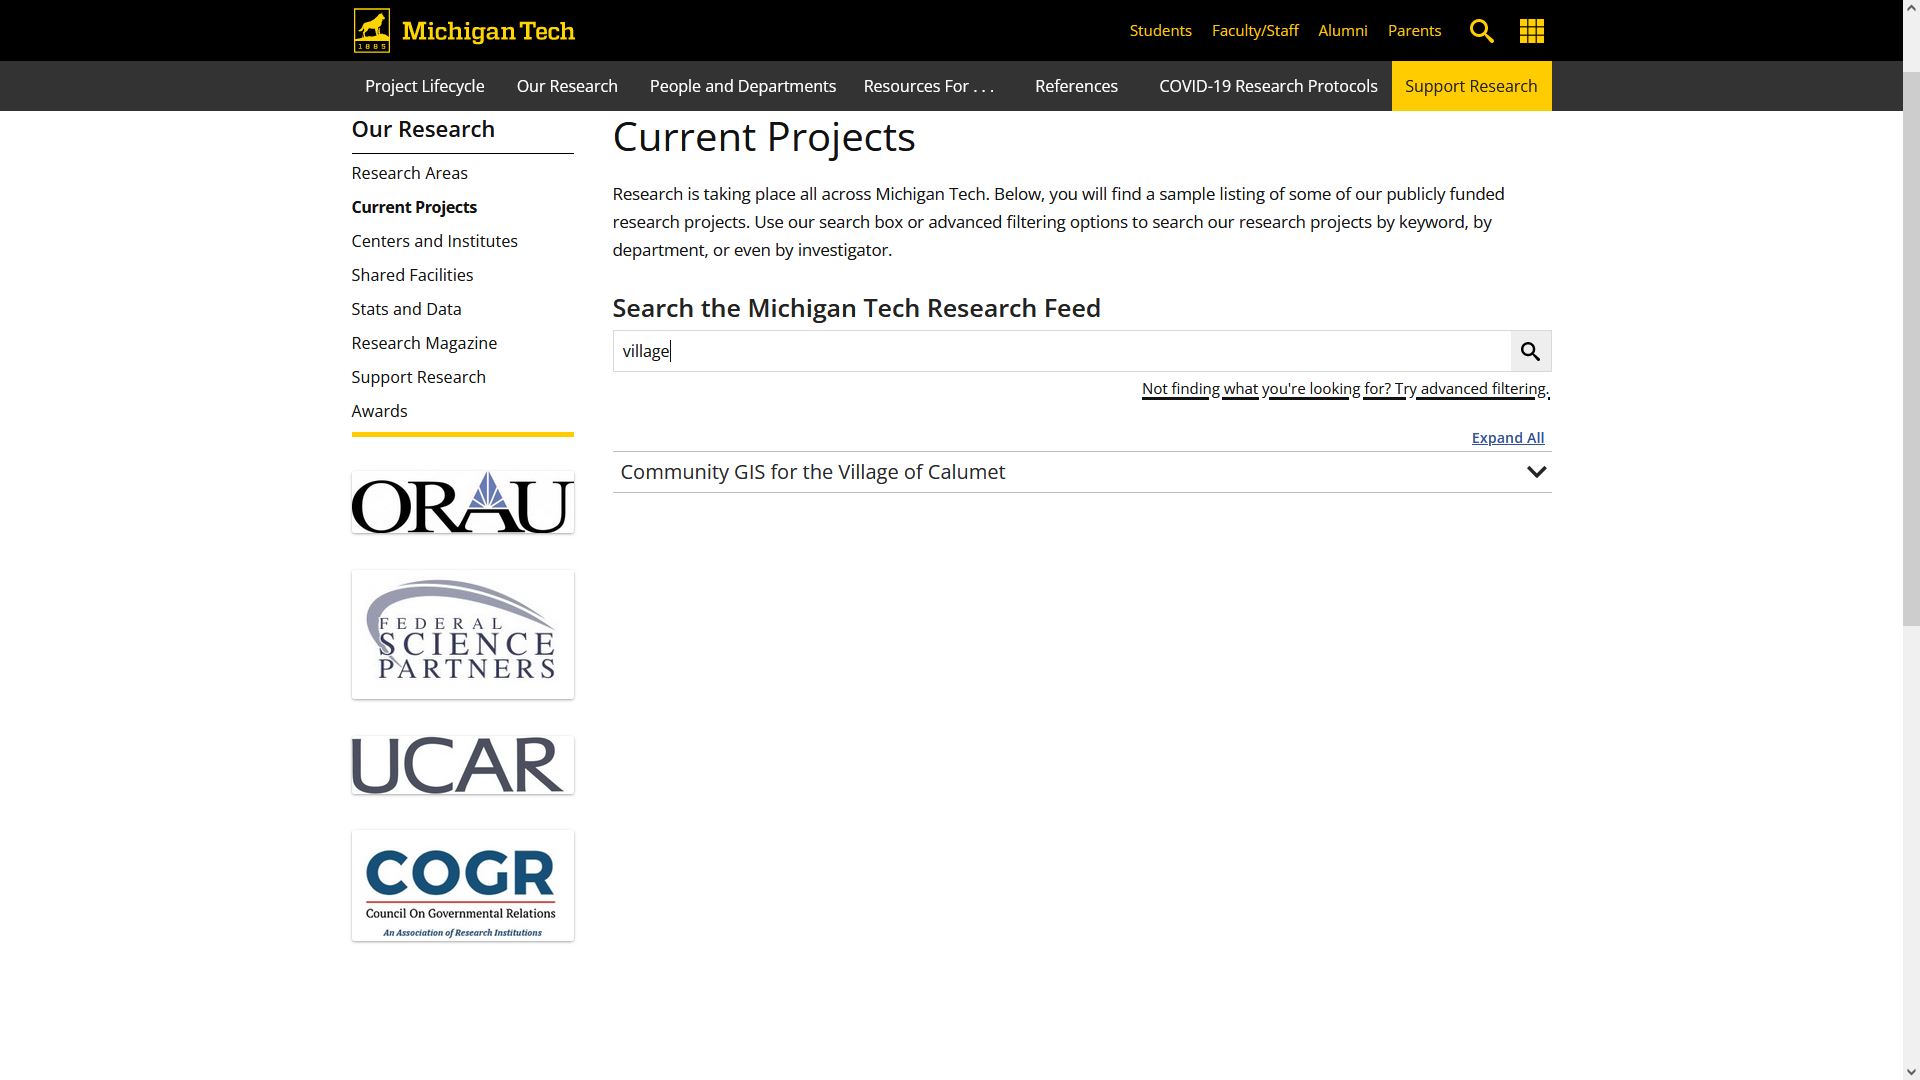 1885
Michigan Tech
Students Faculty/Staff Alumni Parents
Project Lifecycle Our Research People and Departments Resources For . . . References COVID-19 Research Protocols Support Research
Our Research
Research Areas
Current Projects
Centers and Institutes
Shared Facilities
Stats and Data
Research Magazine
Support Research
Awards
ORAU
FEDERAL
SCIENCE
PARTNERS
UCAR
COGR
Council On Governmental Relations
An Association of Research Institutions
Current Projects
Research is taking place all across Michigan Tech. Below, you will find a sample listing of some of our publicly funded
research projects. Use our search box or advanced filtering options to search our research projects by keyword, by
department, or even by investigator.
Search the Michigan Tech Research Feed
village
Not finding what you're looking for? Try advanced filtering.
Expand All
Community GIS for the Village of Calumet